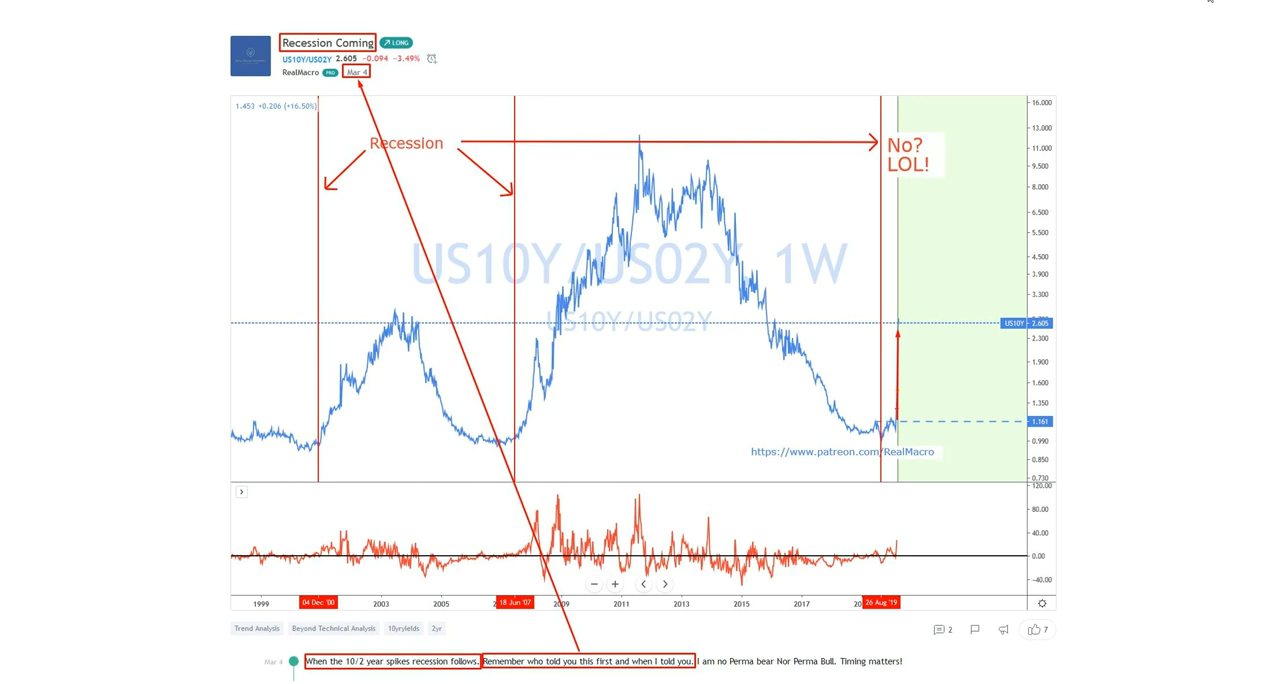 Recession Coming LONG
US10Y/US02Y 2.605 −0.094 −3.49%
RealMacro PRO Mar 4
1.453 +0.206 (+16.50%)
16.000
13.000
Recession
No?
LOL!
11.000
9.500
8.000
6.500
5.500
US10Y/US02Y, 1W
4.500
3.900
3.300
US10Y/US02Y
US10Y 2.605
2.300
1.900
1.600
1.350
1.161
0.990
https://www.patreon.com/RealMacro
0.850
0.730
120.00
80.00
40.00
0.00
−40.00
1999 04 Dec '00 2003 2005 18 Jun '07 2009 2011 2013 2015 2017 26 Aug '19
Trend Analysis Beyond Technical Analysis 10yryields 2yr 2 7
Mar 4 When the 10/2 year spikes recession follows. Remember who told you this first and when I told you. I am no Perma bear Nor Perma Bull. Timing matters!